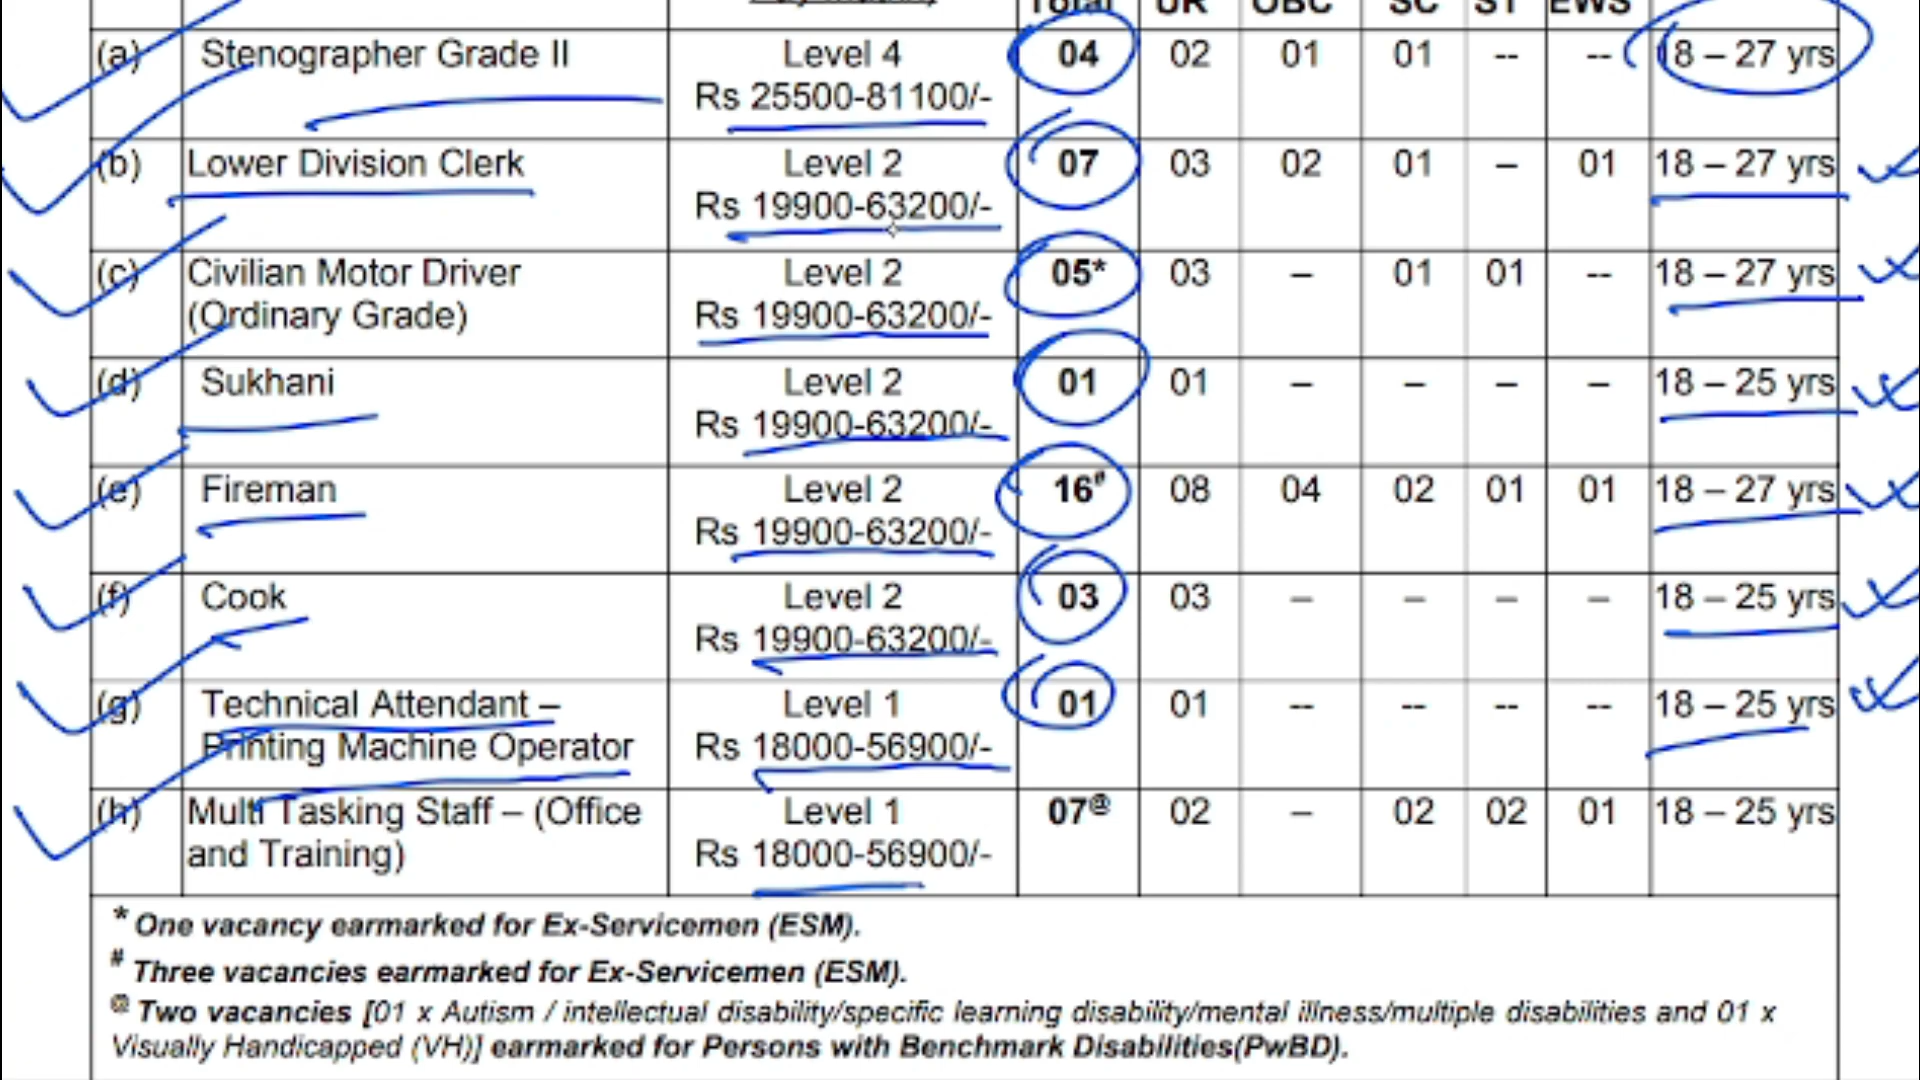 Total UR OBC SC ST EWS
(a) Stenographer Grade II Level 4 04 02 01 01 -- -- 18 – 27 yrs
Rs 25500-81100/-
(b) Lower Division Clerk Level 2 07 03 02 01 – 01 18 – 27 yrs
Rs 19900-63200/-
(c) Civilian Motor Driver Level 2 05* 03 – 01 01 -- 18 – 27 yrs
(Ordinary Grade) Rs 19900-63200/-
(d) Sukhani Level 2 01 01 – – – – 18 – 25 yrs
Rs 19900-63200/-
(e) Fireman Level 2 16# 08 04 02 01 01 18 – 27 yrs
Rs 19900-63200/-
(f) Cook Level 2 03 03 – – – – 18 – 25 yrs
Rs 19900-63200/-
(g) Technical Attendant – Level 1 01 01 -- -- -- -- 18 – 25 yrs
Printing Machine Operator Rs 18000-56900/-
(h) Multi Tasking Staff – (Office Level 1 07@ 02 – 02 02 01 18 – 25 yrs
and Training) Rs 18000-56900/-
* One vacancy earmarked for Ex-Servicemen (ESM).
# Three vacancies earmarked for Ex-Servicemen (ESM).
@ Two vacancies [01 x Autism / intellectual disability/specific learning disability/mental illness/multiple disabilities and 01 x
Visually Handicapped (VH)] earmarked for Persons with Benchmark Disabilities(PwBD).